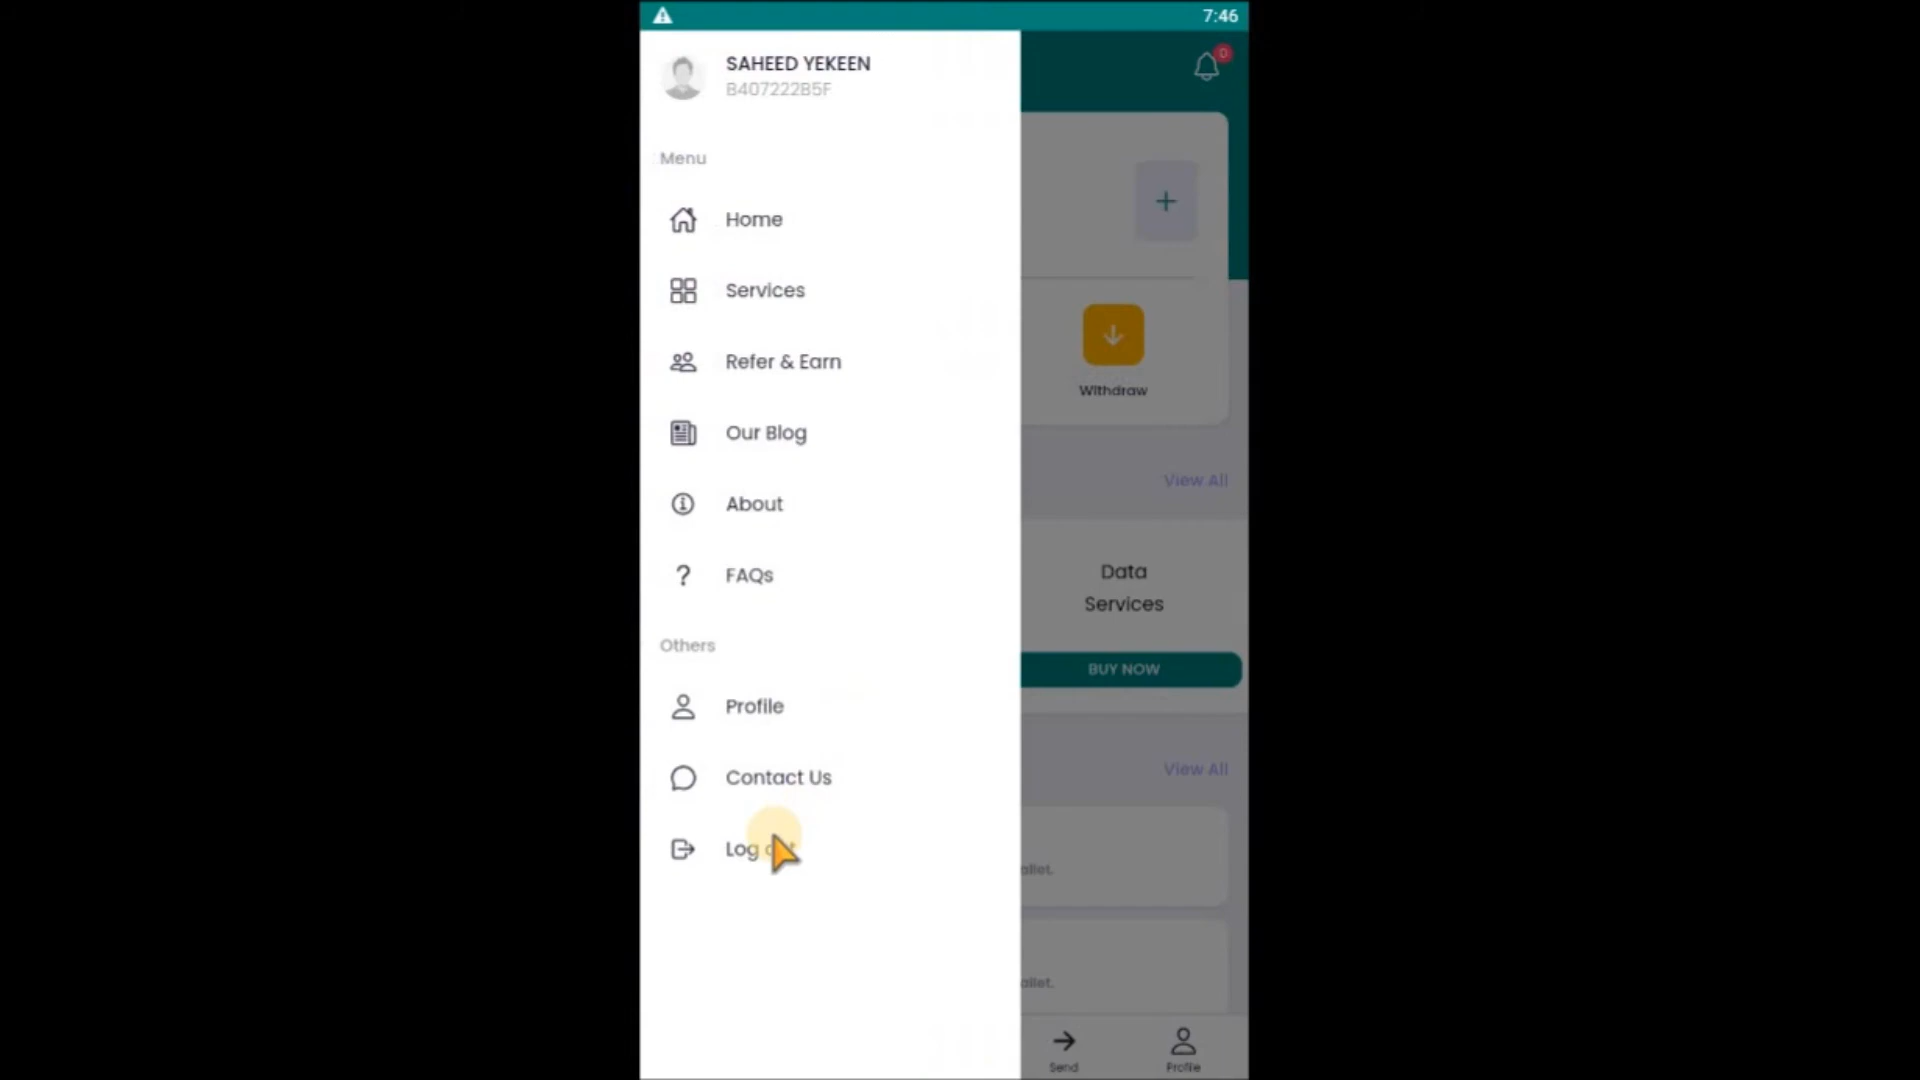 7:46
SAHEED YEKEEN
B407222B5F
0
Menu
Home
Services
Refer & Earn
Withdraw
Our Blog
View All
About
Data
Services
FAQs
Others
BUY NOW
Profile
View All
Contact Us
Log
allet.
allet.
Send
Profile